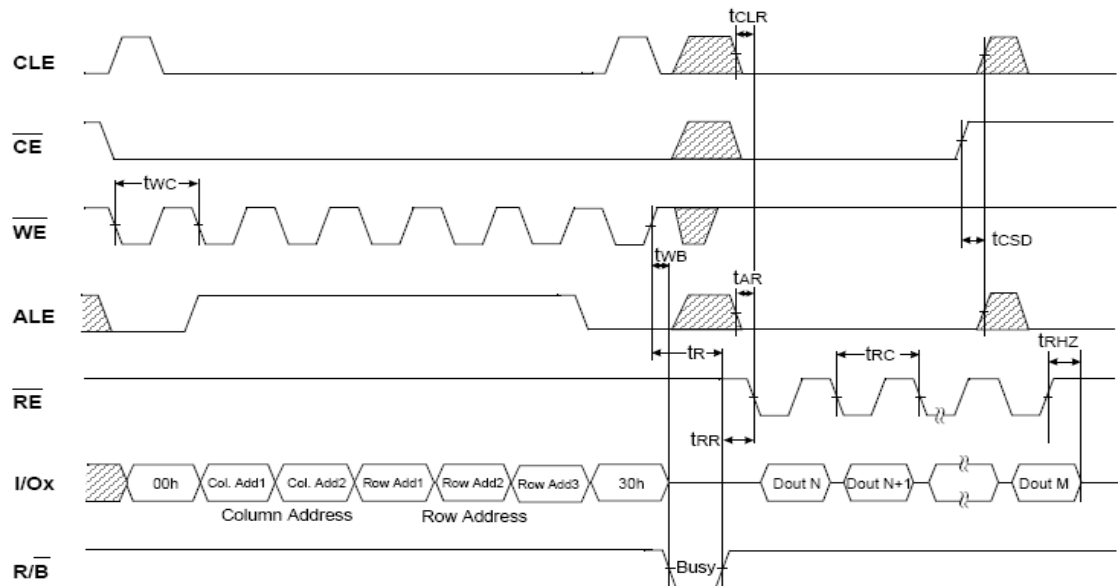 tCLR
CLE
CE
tWC
WE
tCSD
tWB
tAR
ALE
tR
tRC
tRHZ
RE
tRR
I/Ox
00h
Col. Add1
Col. Add2
Row Add1
Row Add2
Row Add3
30h
Dout N
Dout N+1
Dout M
Column Address
Row Address
R/B
Busy